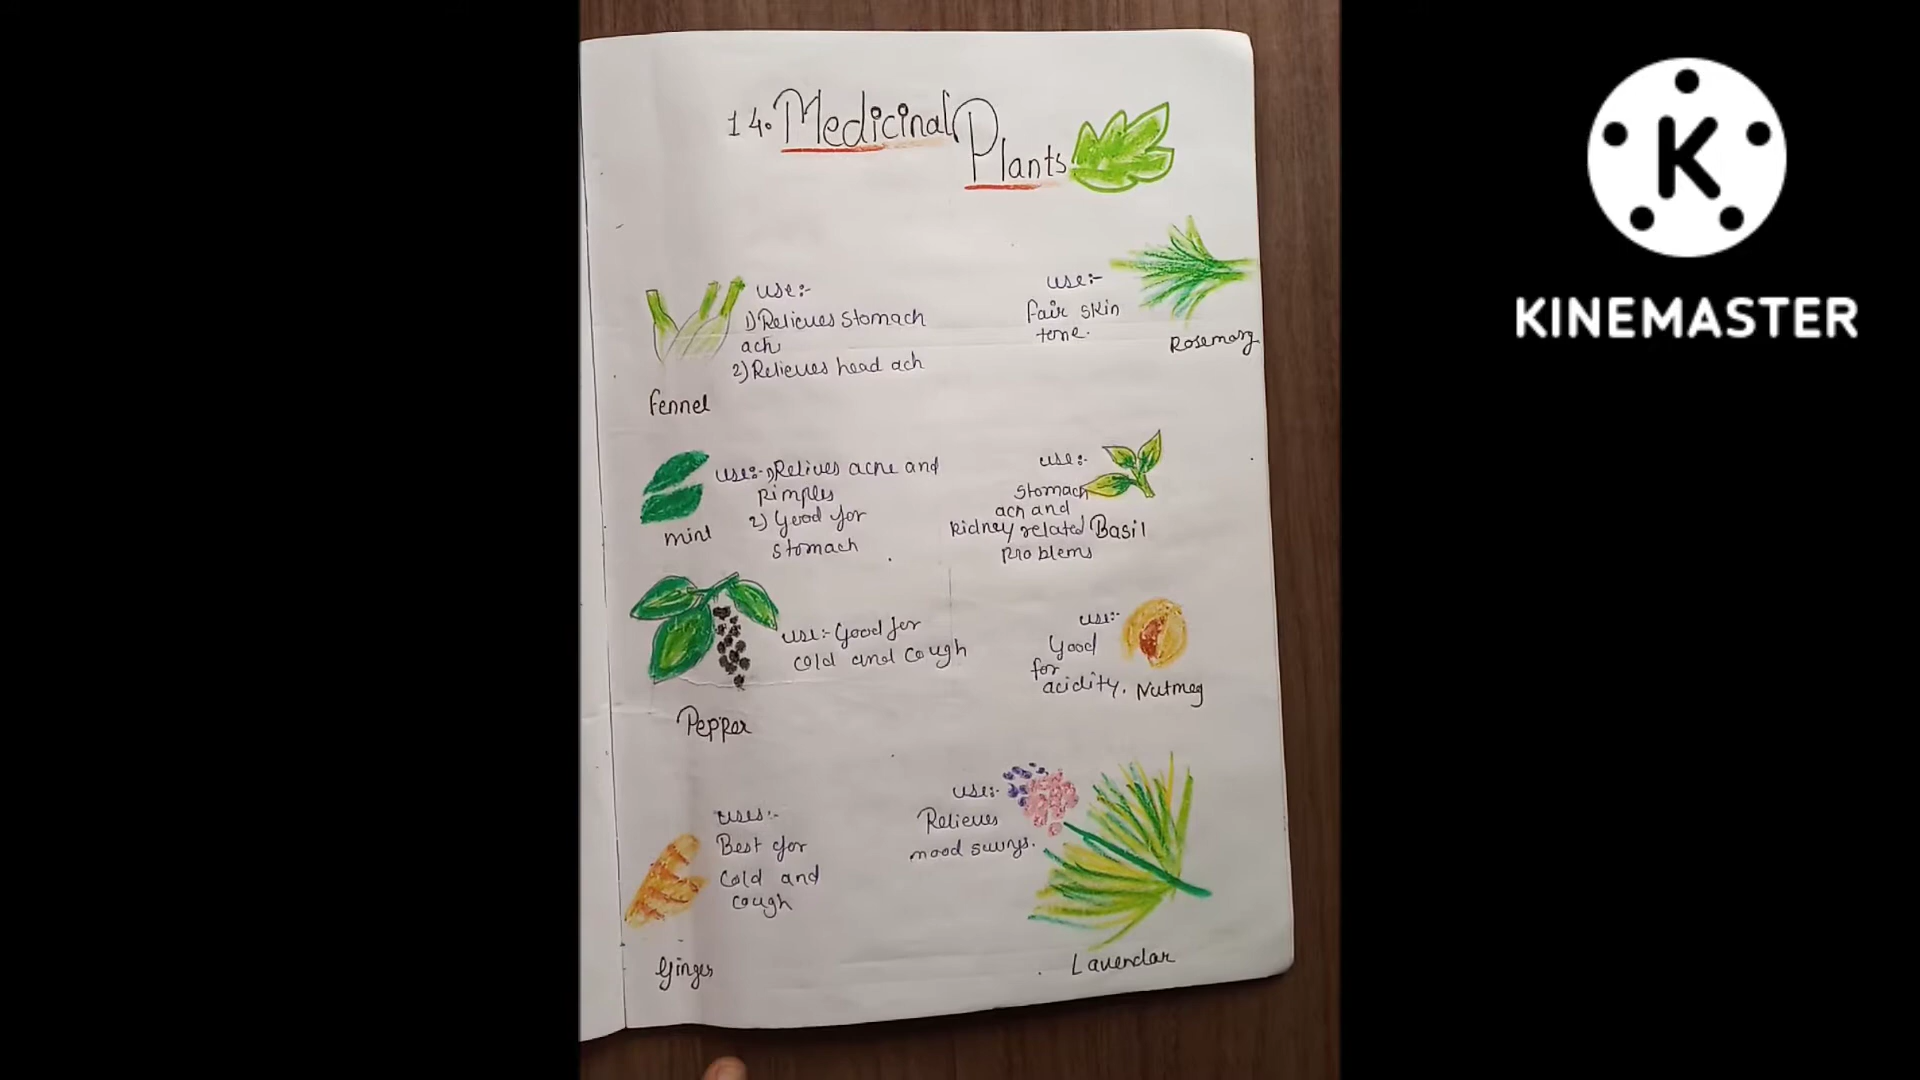 14. Medicinal
Plants
use:-
1) Relieves stomach
ach
2) Relieves head ach
fennel
use:-
fair skin
tone.
Rosemary
use:- 1) Relives acne and
pimples
2) Good for
stomach
mint
use:-
stomach
ach and
kidney related
problems
Basil
use:- Good for
cold and cough
Pepper
use:-
Good
for
acidity.
Nutmeg
uses:-
Best for
cold and
cough
Ginger
use:-
Relieves
mood swings.
Lavendar
K
KINEMASTER